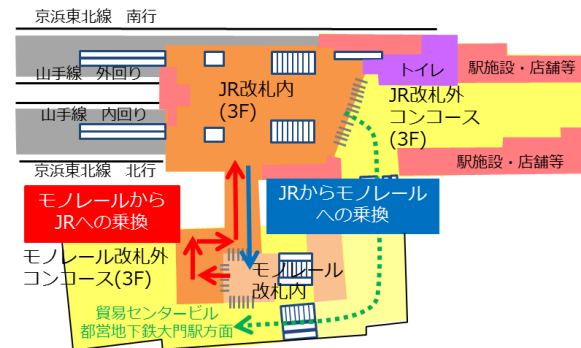 京浜東北線 南行
山手線 外回り
山手線 内回り
京浜東北線 北行
JR改札内
(3F)
トイレ
駅施設・店舗等
JR改札外
コンコース
(3F)
駅施設・店舗等
モノレールから
JRへの乗換
JRからモノレール
への乗換
モノレール改札外
コンコース(3F)
モノレール
改札内
貿易センタービル
都営地下鉄大門駅方面